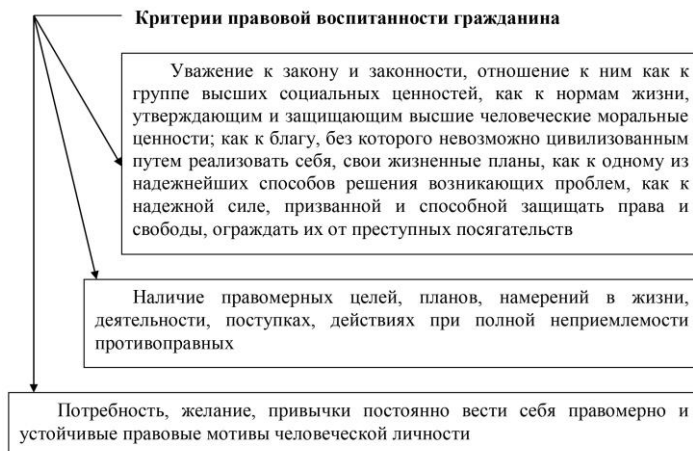 Критерии правовой воспитанности гражданина
Уважение к закону и законности, отношение к ним как к
группе высших социальных ценностей, как к нормам жизни,
утверждающим и защищающим высшие человеческие моральные
ценности; как к благу, без которого невозможно цивилизованным
путем реализовать себя, свои жизненные планы, как к одному из
надежнейших способов решения возникающих проблем, как к
надежной силе, призванной и способной защищать права и
свободы, ограждать их от преступных посягательств
Наличие правомерных целей, планов, намерений в жизни,
деятельности, поступках, действиях при полной неприемлемости
противоправных
Потребность, желание, привычки постоянно вести себя правомерно и
устойчивые правовые мотивы человеческой личности